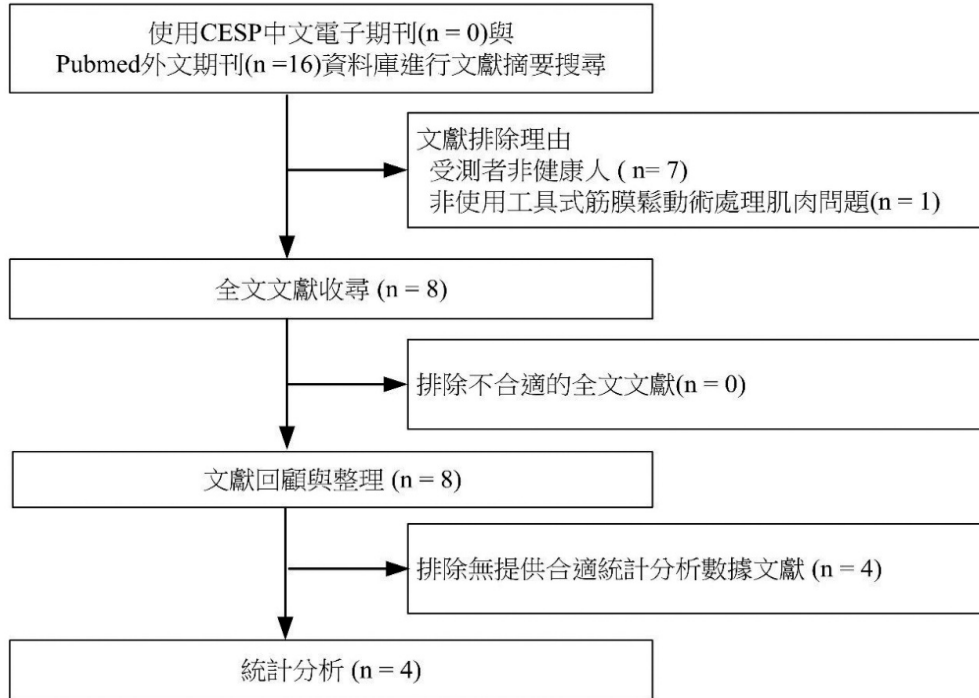 使用CESP中文電子期刊(n = 0)與
Pubmed外文期刊(n =16)資料庫進行文獻摘要搜尋
文獻排除理由
受測者非健康人 ( n= 7)
非使用工具式筋膜鬆動術處理肌肉問題(n = 1)
全文文獻收尋 (n = 8)
排除不合適的全文文獻(n = 0)
文獻回顧與整理 (n = 8)
排除無提供合適統計分析數據文獻 (n = 4)
統計分析 (n = 4)